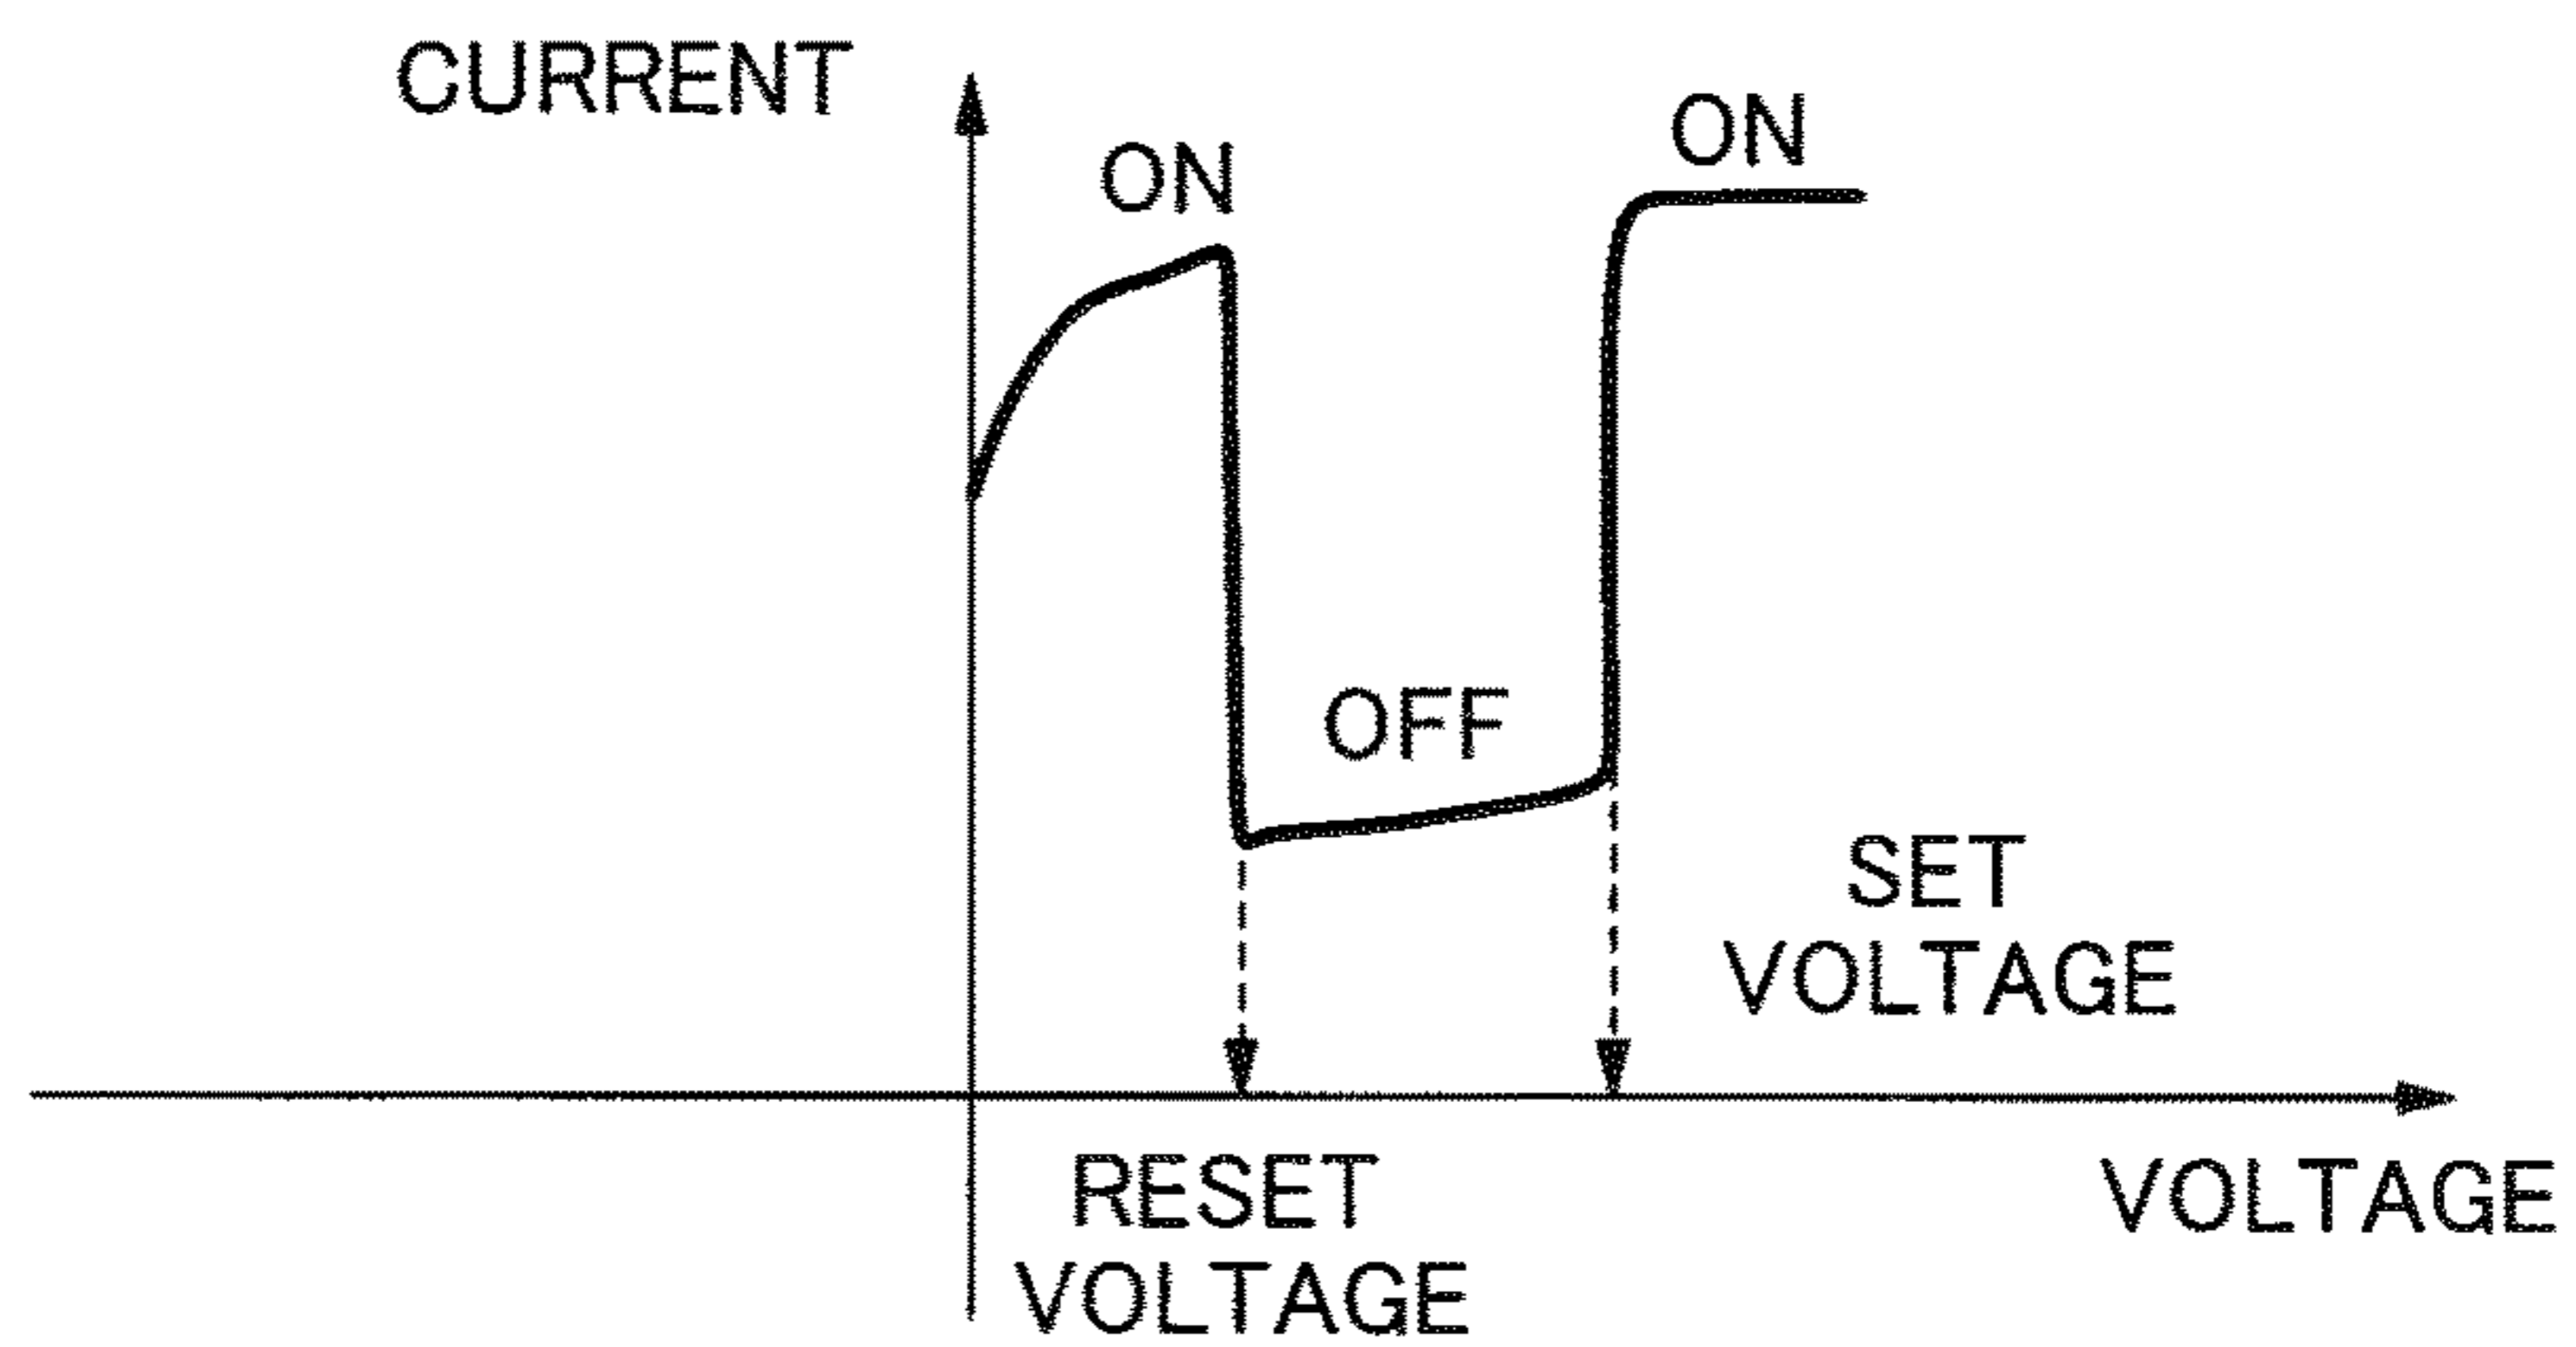 CURRENT
ON
ON
OFF
SET
VOLTAGE
RESET
VOLTAGE
VOLTAGE